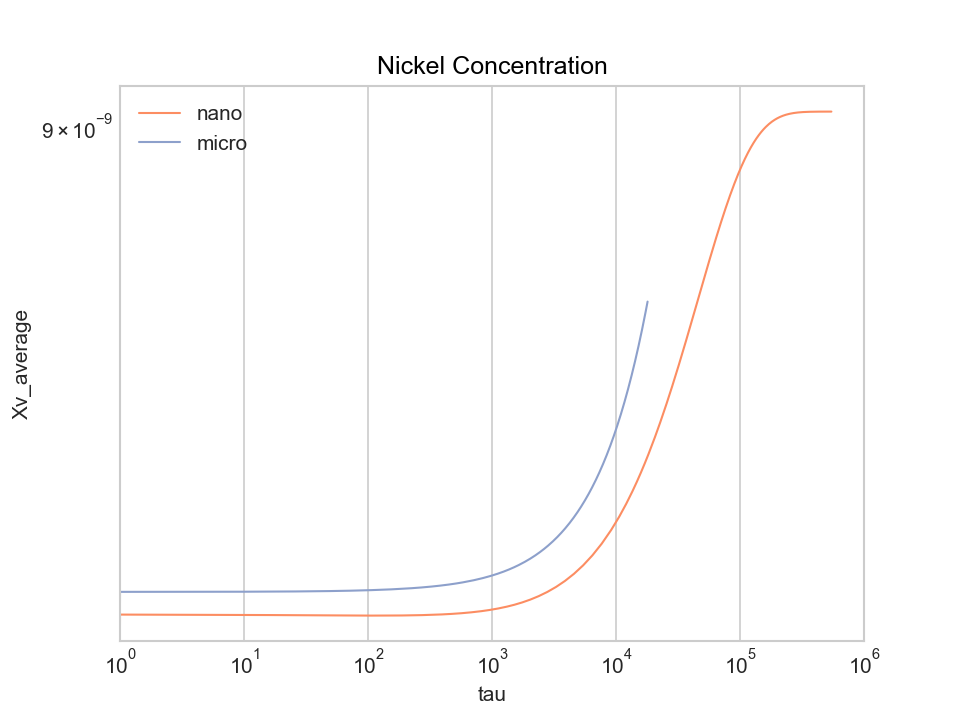 Nickel Concentration
9 × 10⁻⁹
nano
micro
Xv_average
10⁰ 10¹ 10² 10³ 10⁴ 10⁵ 10⁶
tau